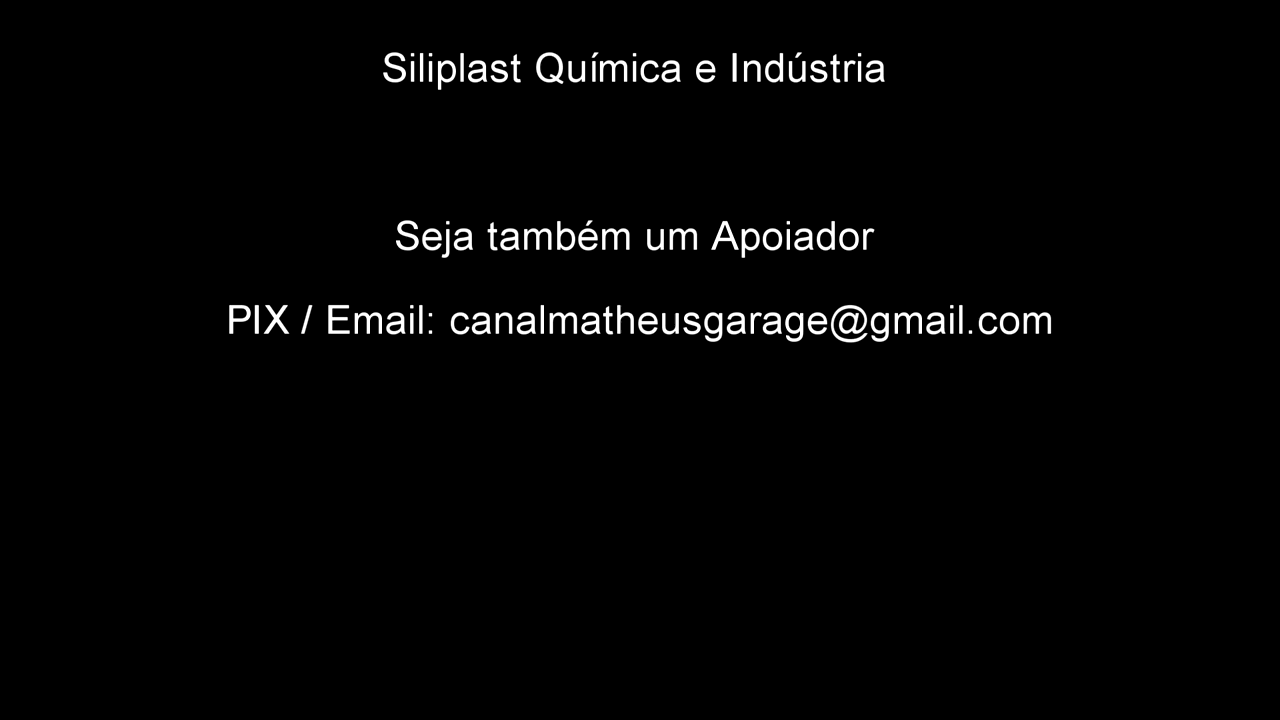 Siliplast Química e Indústria
Seja também um Apoiador
PIX / Email: canalmatheusgarage@gmail.com